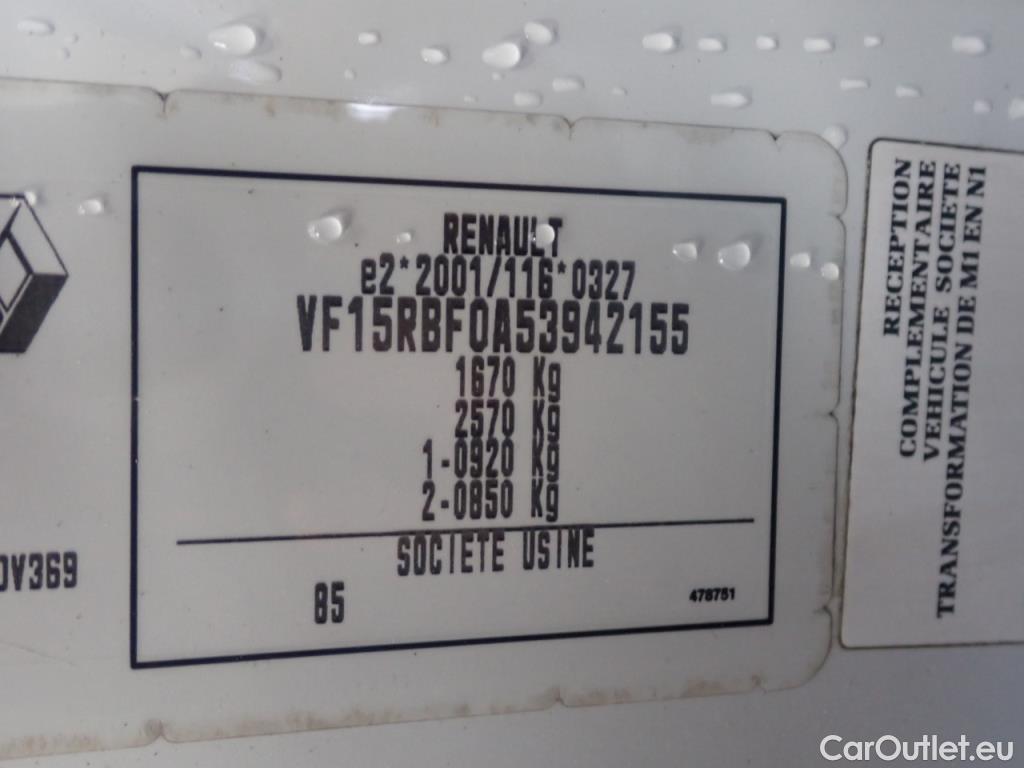 RENAULT
e2*2001/116*0327
VF15RBF0A53942155
1670 Kg
2570 Kg
1-0920 Kg
2-0850 Kg
SOCIETE USINE
85
478751
0V369
RECEPTION
COMPLEMENTAIRE
VEHICULE SOCIETE
TRANSFORMATION DE M1 EN N1
CarOutlet.eu